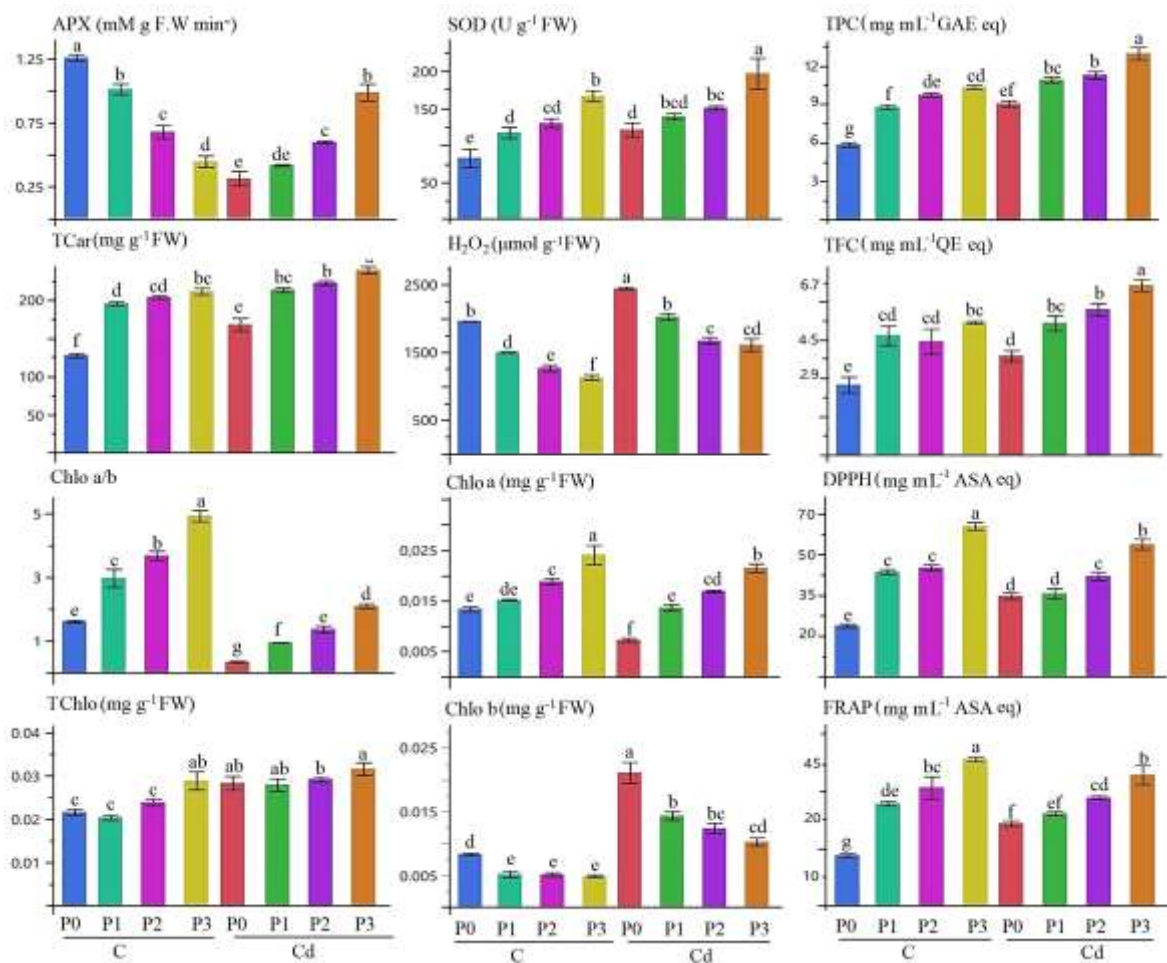 APX (mM g F.W min⁻)
1.25
0.75
0.25
a b c d e de c b
SOD (U g⁻¹ FW)
200
150
50
e d cd b d bcd bc a
TPC (mg mL⁻¹GAE eq)
12
9
6
3
g f de cd ef bc b a
TCar(mg g⁻¹FW)
200
100
50
f d cd bc d bc b
H₂O₂(µmol g⁻¹FW)
2500
1500
500
b d e f a b c cd
TFC (mg mL⁻¹QE eq)
6.7
4.5
2.9
e cd cd bc d bc b a
Chlo a/b
5
3
1
e c b a g f e d
Chlo a (mg g⁻¹FW)
0,025
0,015
0,005
e de c a f e cd b
DPPH (mg mL⁻¹ ASA eq)
70
50
20
e c c a d d c b
TChlo (mg g⁻¹FW)
0.04
0.03
0.02
0.01
c c c ab ab ab b a
P0 P1 P2 P3 P0 P1 P2 P3
C Cd
Chlo b (mg g⁻¹FW)
0.025
0.015
0.005
d e e e a b bc cd
P0 P1 P2 P3 P0 P1 P2 P3
C Cd
FRAP (mg mL⁻¹ ASA eq)
45
20
10
g de bc a f ef cd b
P0 P1 P2 P3 P0 P1 P2 P3
C Cd